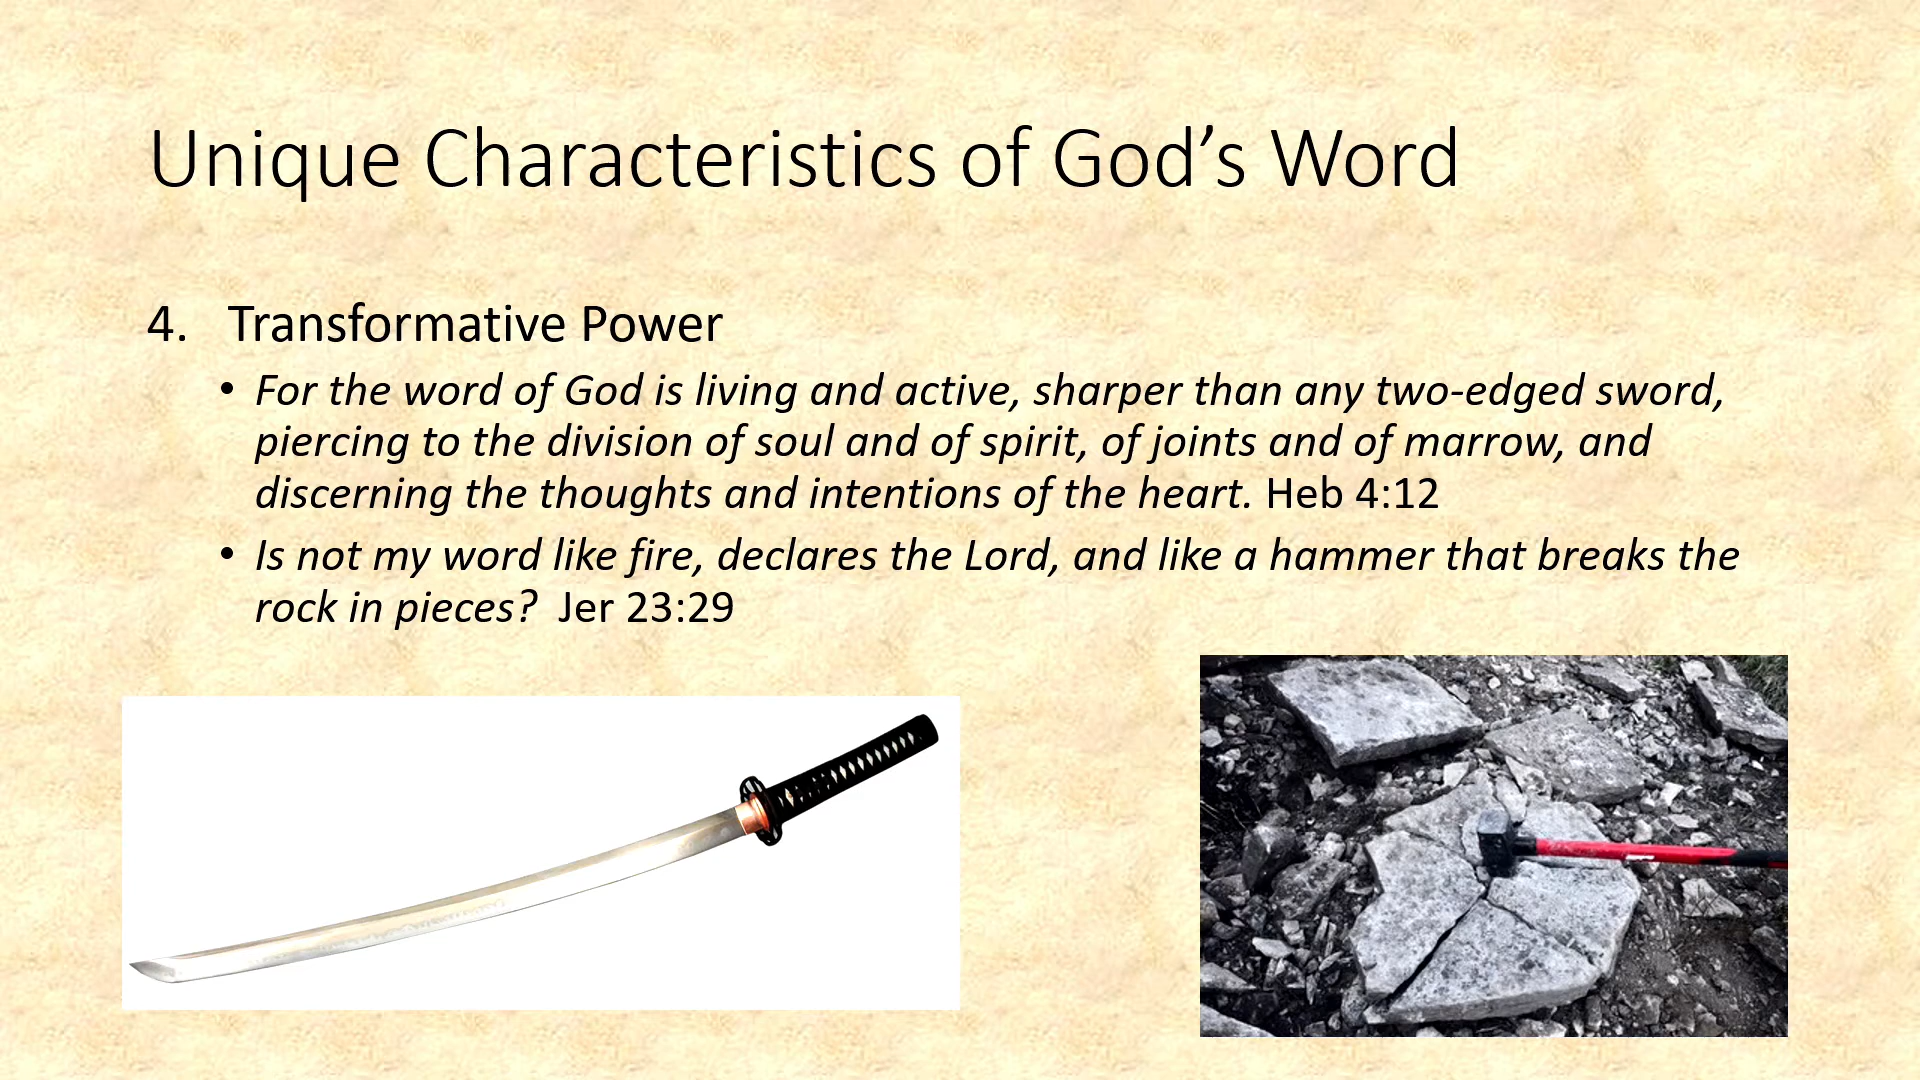 Unique Characteristics of God’s Word
4. Transformative Power
• For the word of God is living and active, sharper than any two-edged sword,
piercing to the division of soul and of spirit, of joints and of marrow, and
discerning the thoughts and intentions of the heart. Heb 4:12
• Is not my word like fire, declares the Lord, and like a hammer that breaks the
rock in pieces?  Jer 23:29